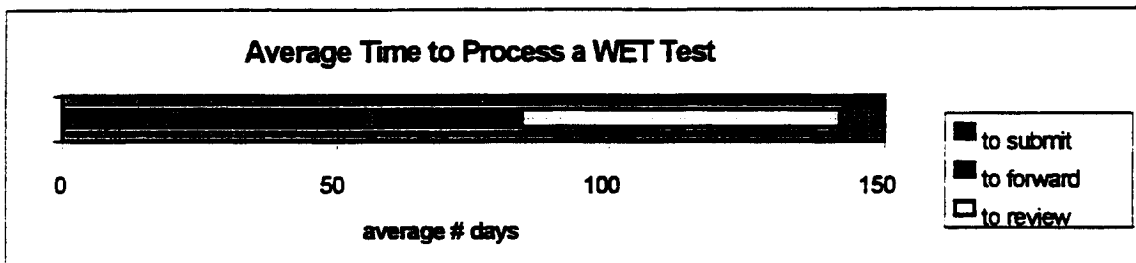 Average Time to Process a WET Test
0 50 100 150
average # days
to submit
to forward
to review